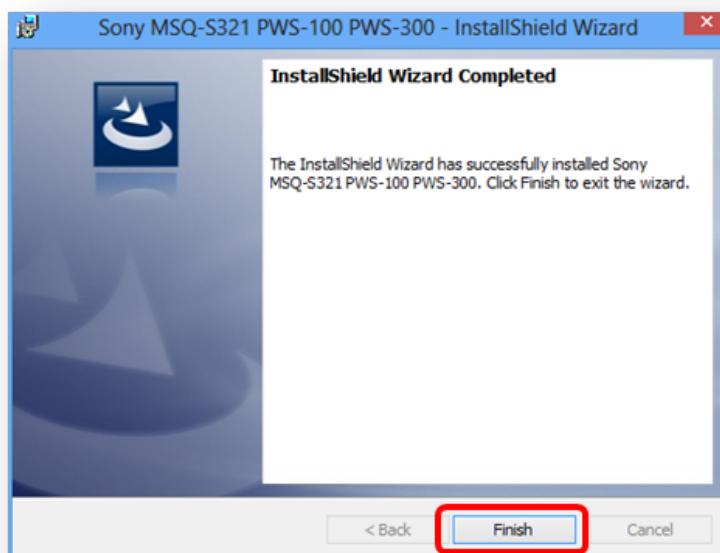 Sony MSQ-S321 PWS-100 PWS-300 - InstallShield Wizard
InstallShield Wizard Completed
The InstallShield Wizard has successfully installed Sony
MSQ-S321 PWS-100 PWS-300. Click Finish to exit the wizard.
< Back Finish Cancel